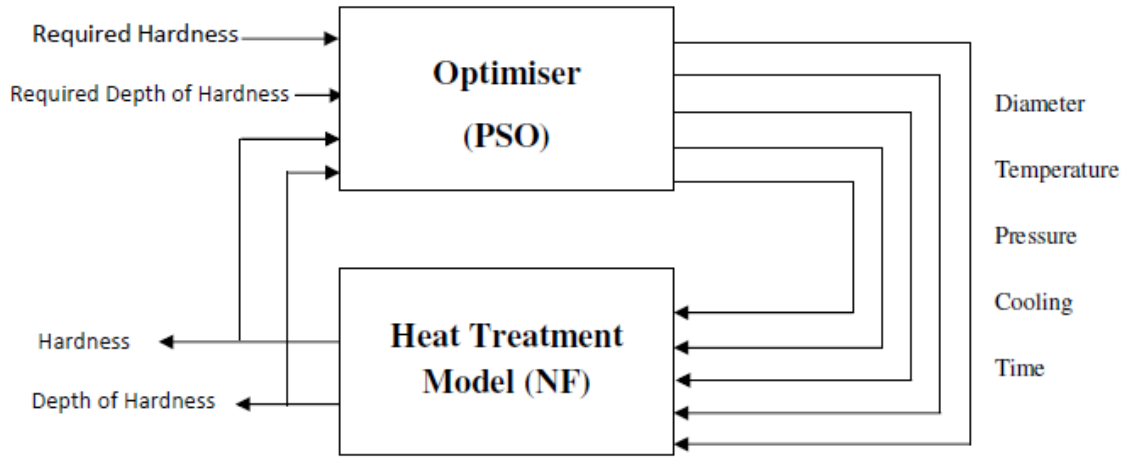 Required Hardness
Required Depth of Hardness
Optimiser
(PSO)
Diameter
Temperature
Pressure
Cooling
Time
Hardness
Depth of Hardness
Heat Treatment
Model (NF)